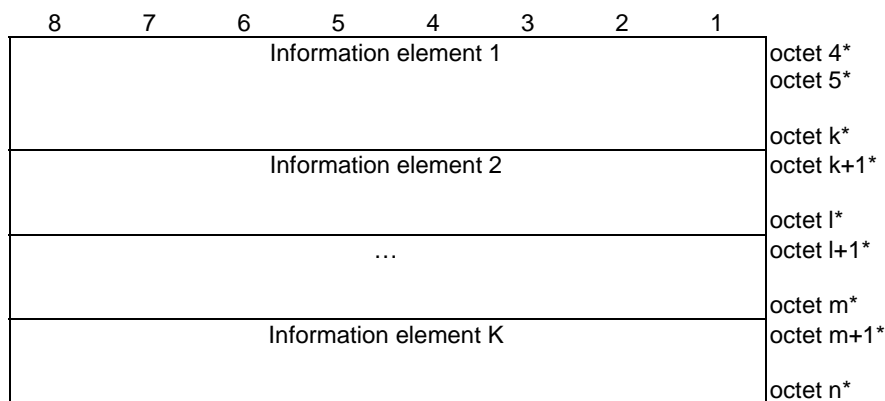 8 7 6 5 4 3 2 1
Information element 1 octet 4*
octet 5*
octet k*
Information element 2 octet k+1*
octet l*
… octet l+1*
octet m*
Information element K octet m+1*
octet n*